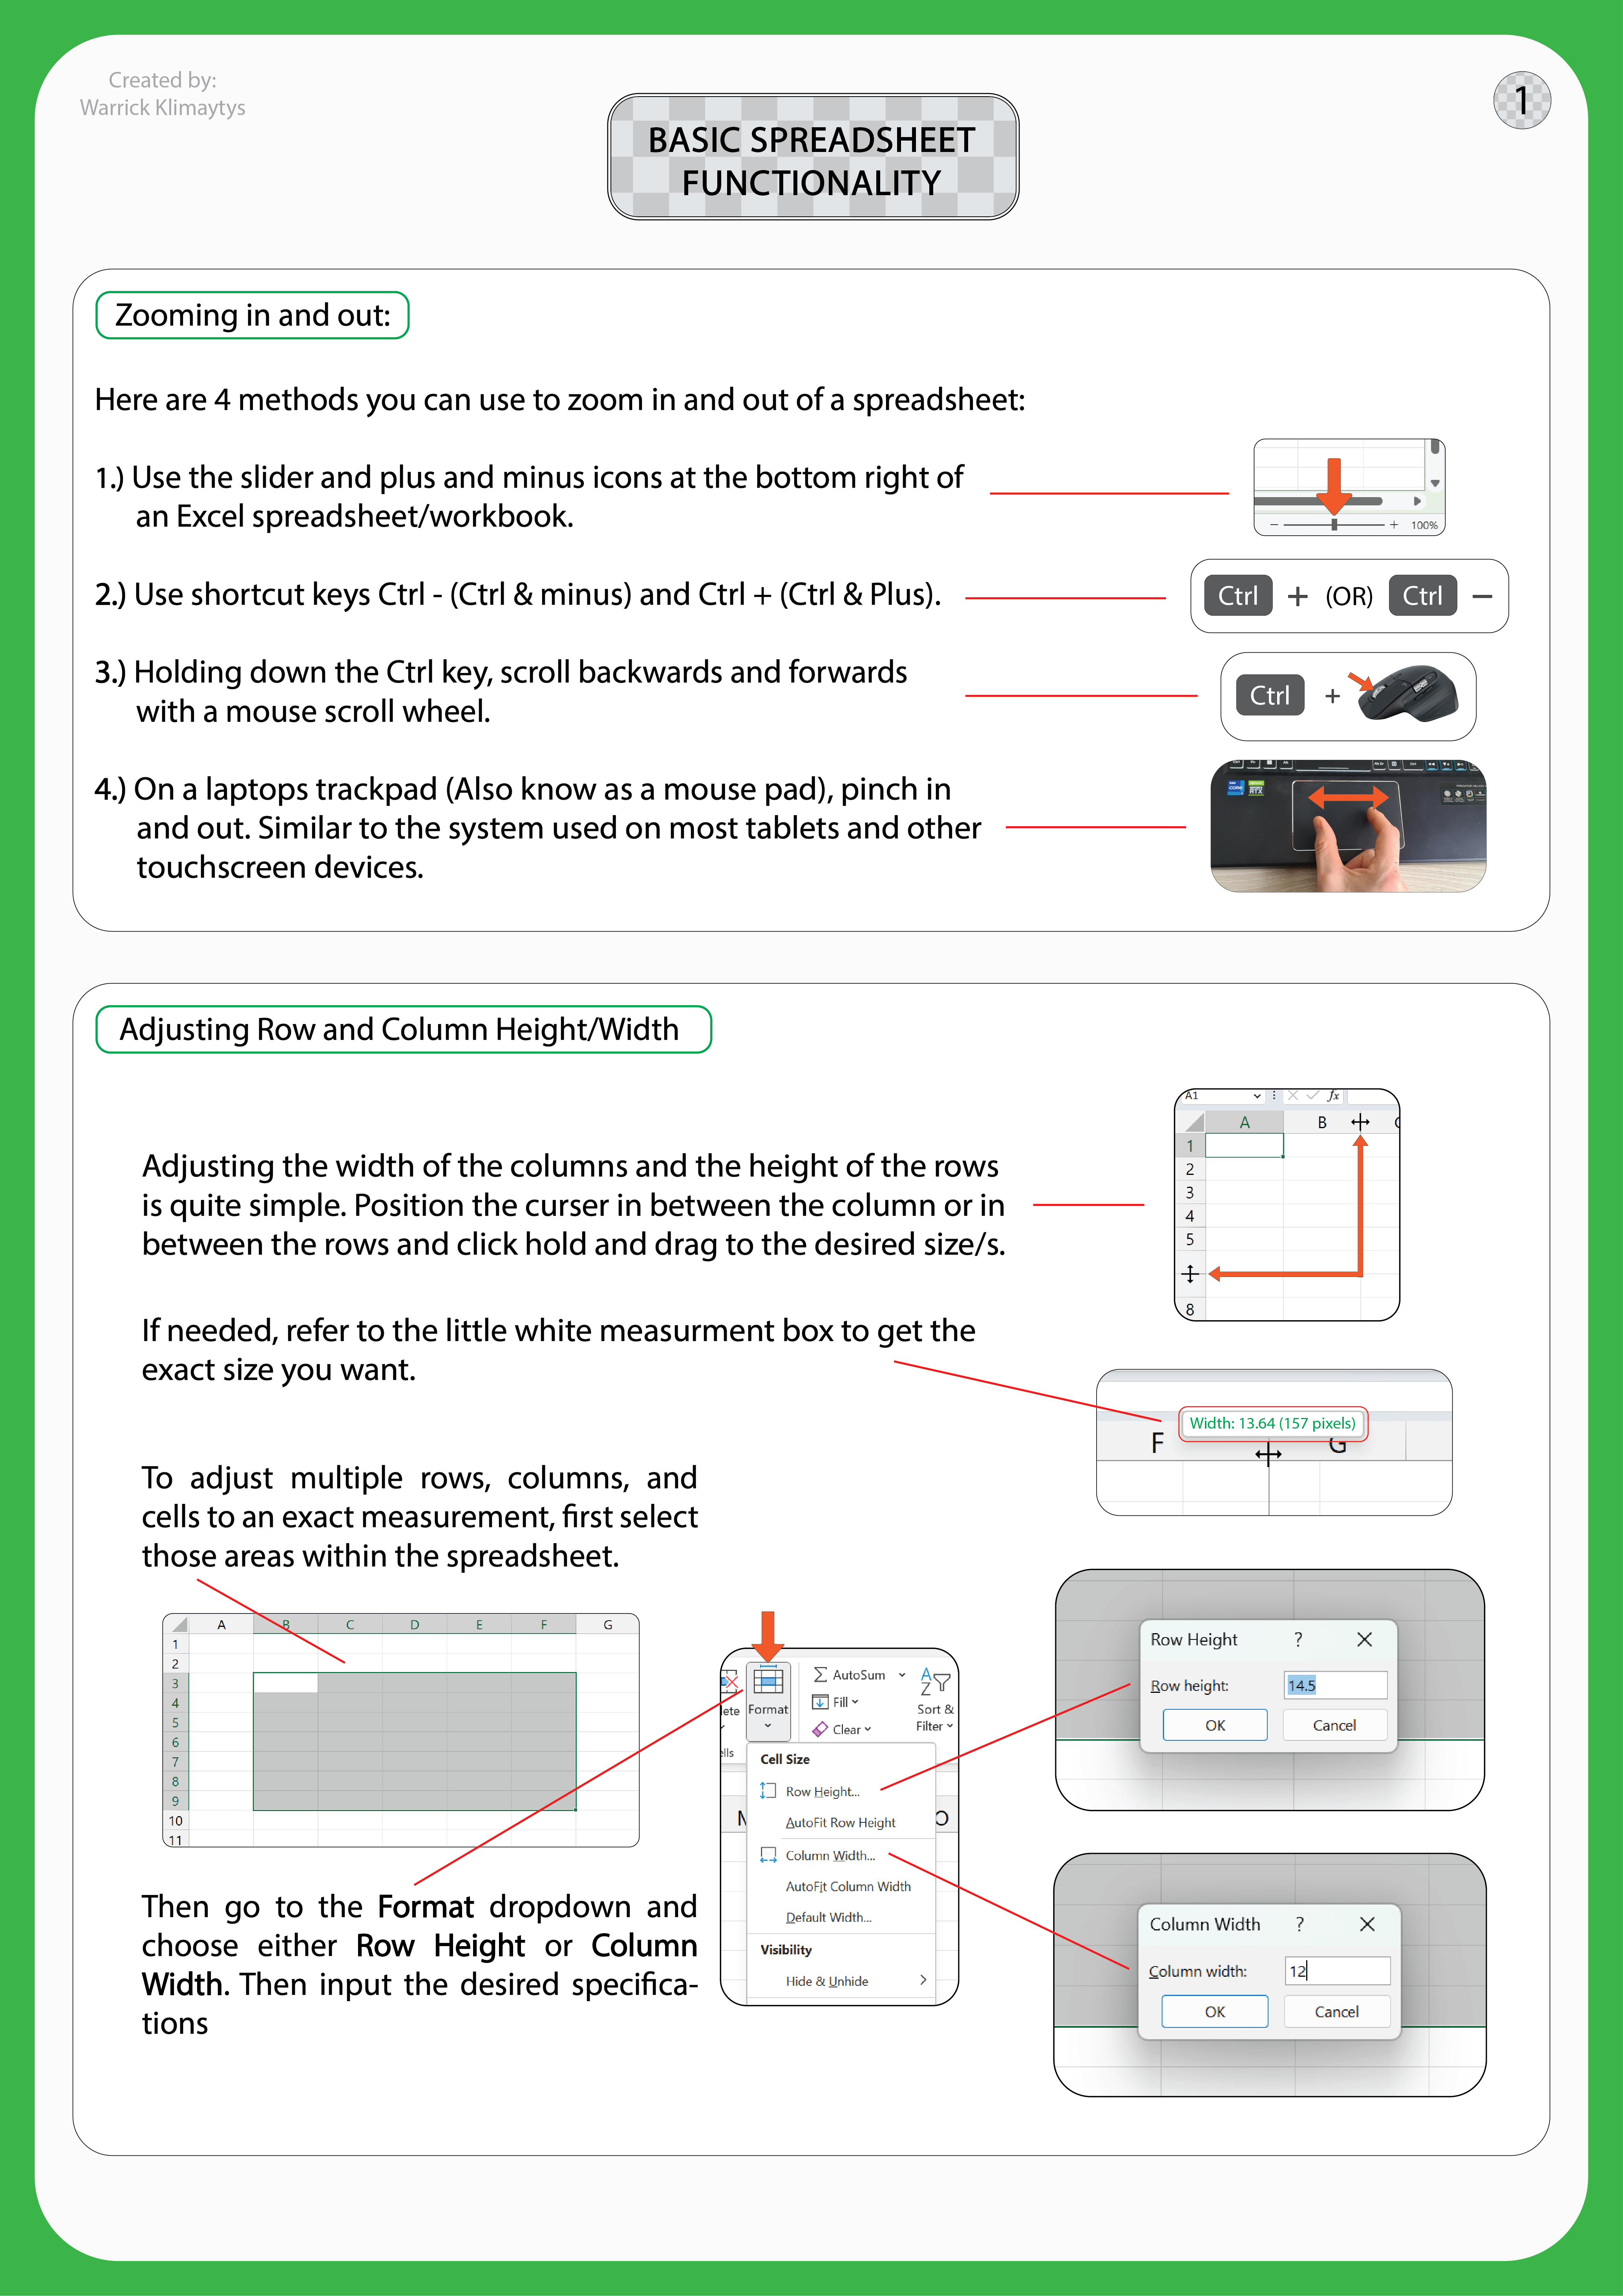 Created by:
Warrick Klimaytys
1
BASIC SPREADSHEET
FUNCTIONALITY
Zooming in and out:
Here are 4 methods you can use to zoom in and out of a spreadsheet:
1.) Use the slider and plus and minus icons at the bottom right of
an Excel spreadsheet/workbook.
− + 100%
2.) Use shortcut keys Ctrl - (Ctrl & minus) and Ctrl + (Ctrl & Plus).
Ctrl + (OR) Ctrl −
3.) Holding down the Ctrl key, scroll backwards and forwards
with a mouse scroll wheel.
Ctrl +
4.) On a laptops trackpad (Also know as a mouse pad), pinch in
and out. Similar to the system used on most tablets and other
touchscreen devices.
CORE
RTX
Adjusting Row and Column Height/Width
A1 fx
A B
1
2
3
4
5
8
Adjusting the width of the columns and the height of the rows
is quite simple. Position the curser in between the column or in
between the rows and click hold and drag to the desired size/s.
If needed, refer to the little white measurment box to get the
exact size you want.
Width: 13.64 (157 pixels)
F G
To adjust multiple rows, columns, and
cells to an exact measurement, first select
those areas within the spreadsheet.
A B C D E F G
1
2
3
4
5
6
7
8
9
10
11
lete
Format
ells
AutoSum
Fill
Clear
Sort &
Filter
Cell Size
Row Height...
AutoFit Row Height
Column Width...
AutoFit Column Width
Default Width...
Visibility
Hide & Unhide
O
Row Height ?
Row height: 14.5
OK Cancel
Column Width ?
Column width: 12
OK Cancel
Then go to the Format dropdown and
choose either Row Height or Column
Width. Then input the desired specifica-
tions